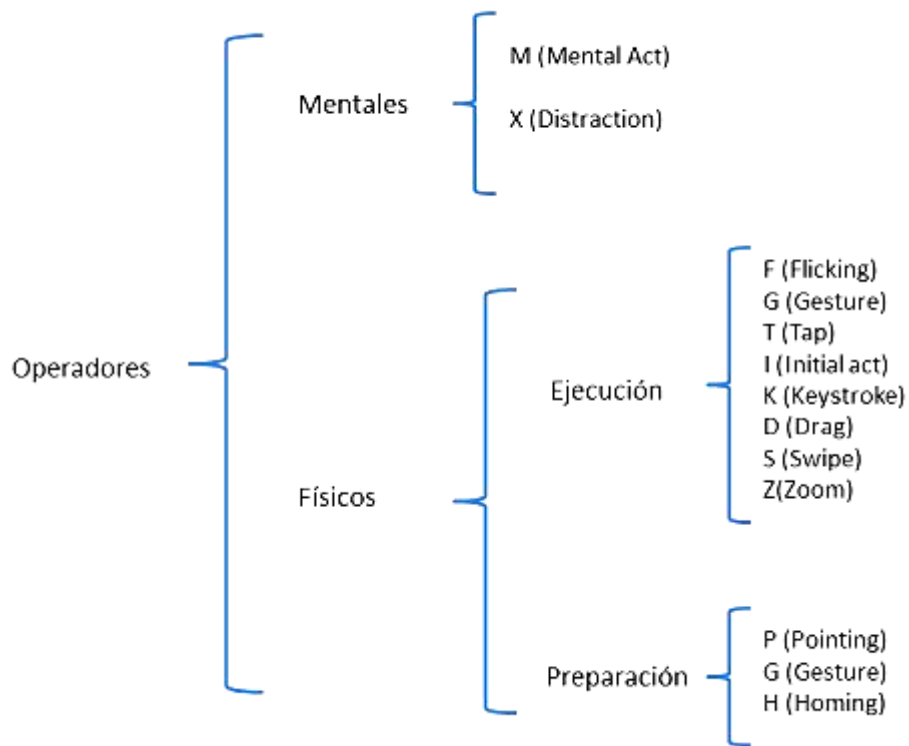 Operadores
Mentales
M (Mental Act)
X (Distraction)
Físicos
Ejecución
F (Flicking)
G (Gesture)
T (Tap)
I (Initial act)
K (Keystroke)
D (Drag)
S (Swipe)
Z(Zoom)
Preparación
P (Pointing)
G (Gesture)
H (Homing)